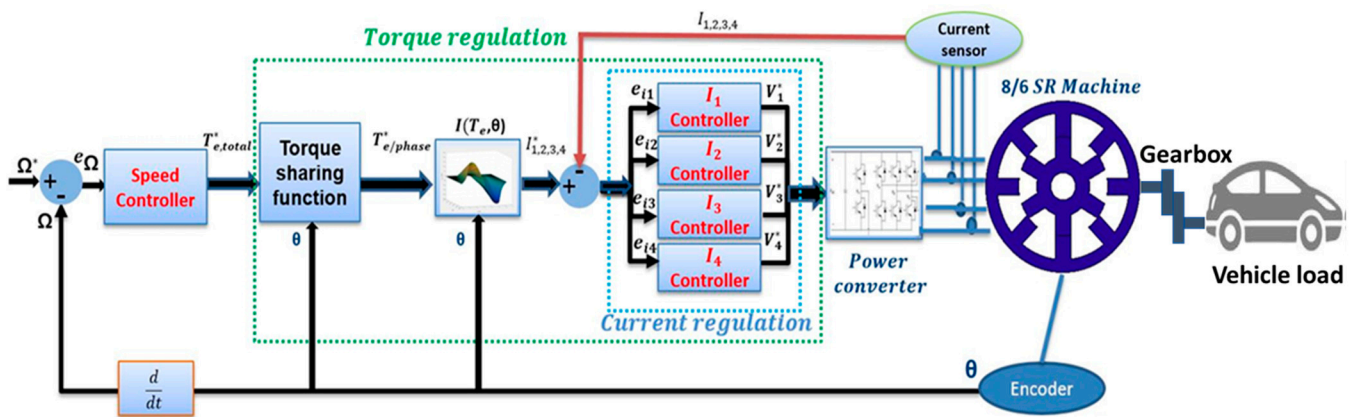 I1,2,3,4
Current
sensor
Torque regulation
8/6 SR Machine
Ω*
+
-
Ω
eΩ
Speed
Controller
T*e,total
Torque
sharing
function
θ
T*e/phase
I(Te,θ)
θ
I*1,2,3,4
+
-
ei1
I1
Controller
V*1
ei2
I2
Controller
V*2
ei3
I3
Controller
V*3
ei4
I4
Controller
V*4
Current regulation
Power
converter
Gearbox
Vehicle load
d
dt
θ
Encoder